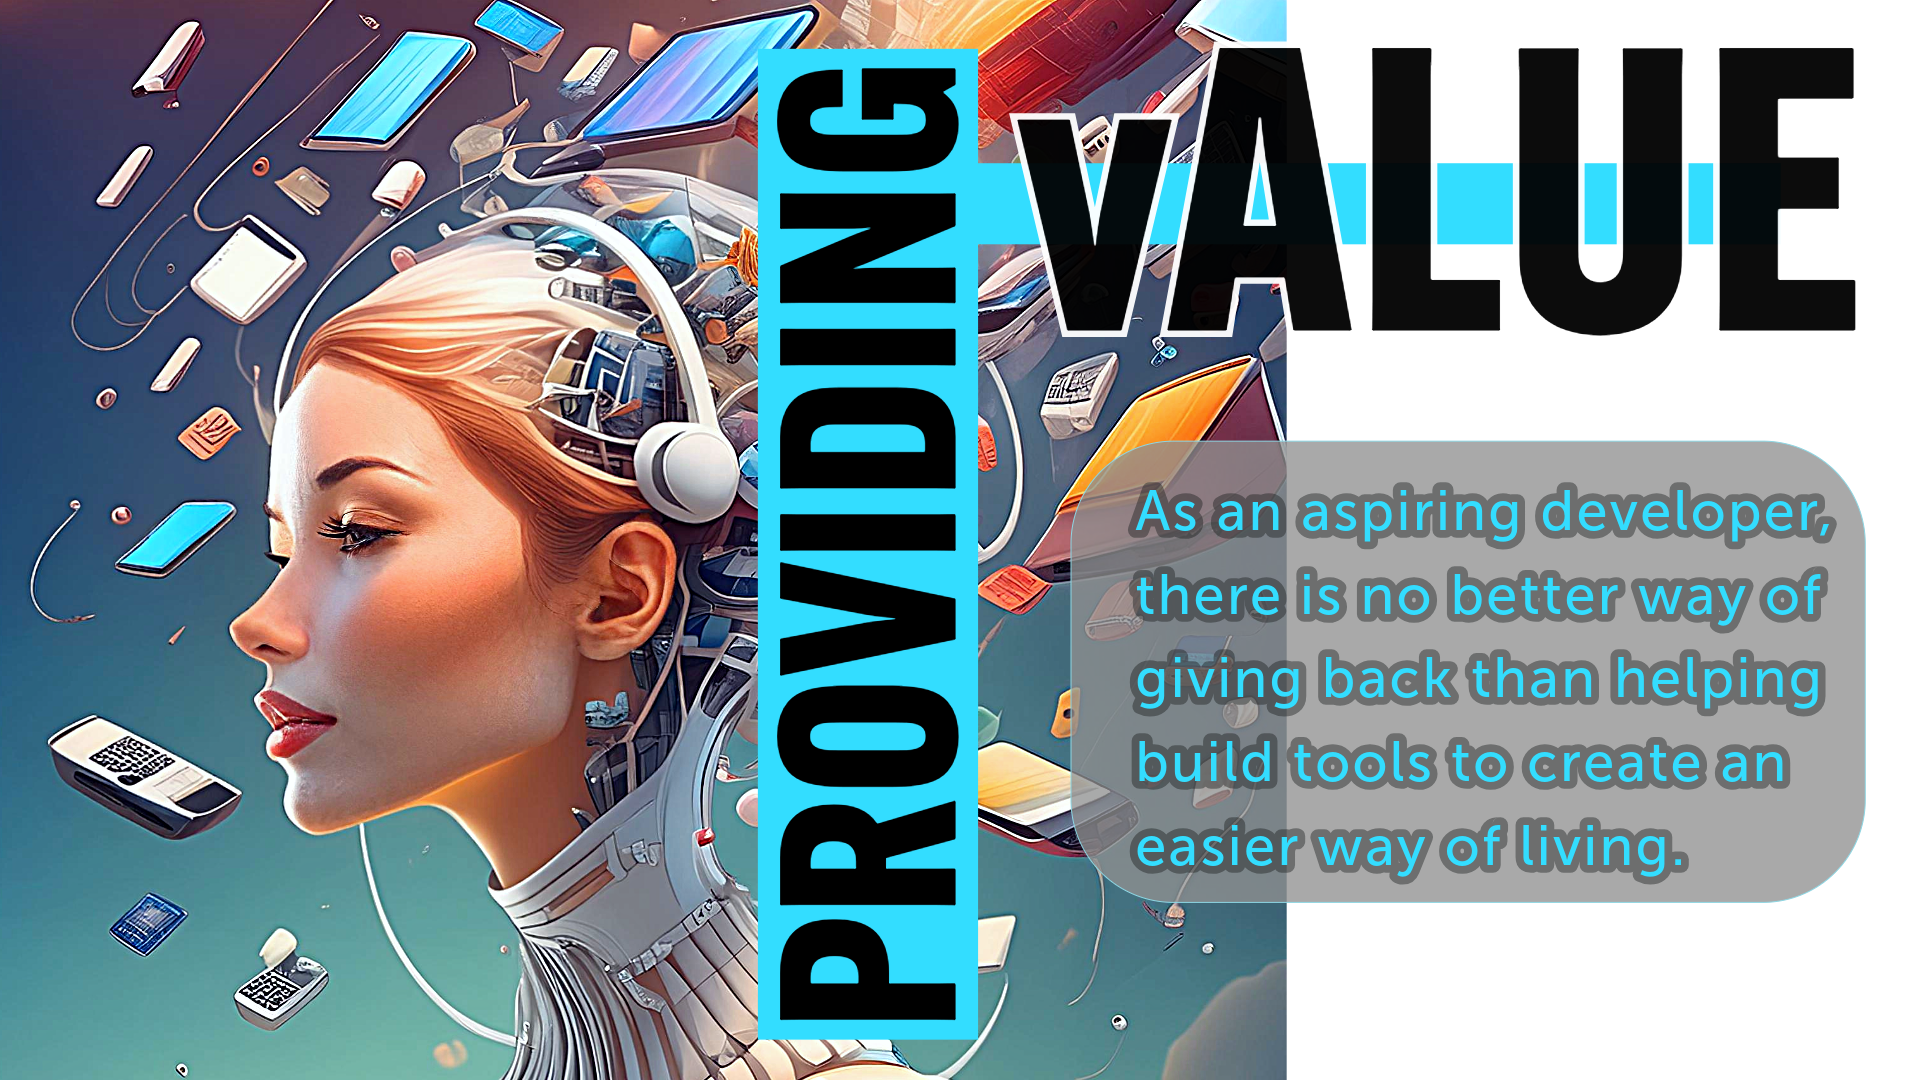 PROVIDING
vALUE
As an aspiring developer,
there is no better way of
giving back than helping
build tools to create an
easier way of living.